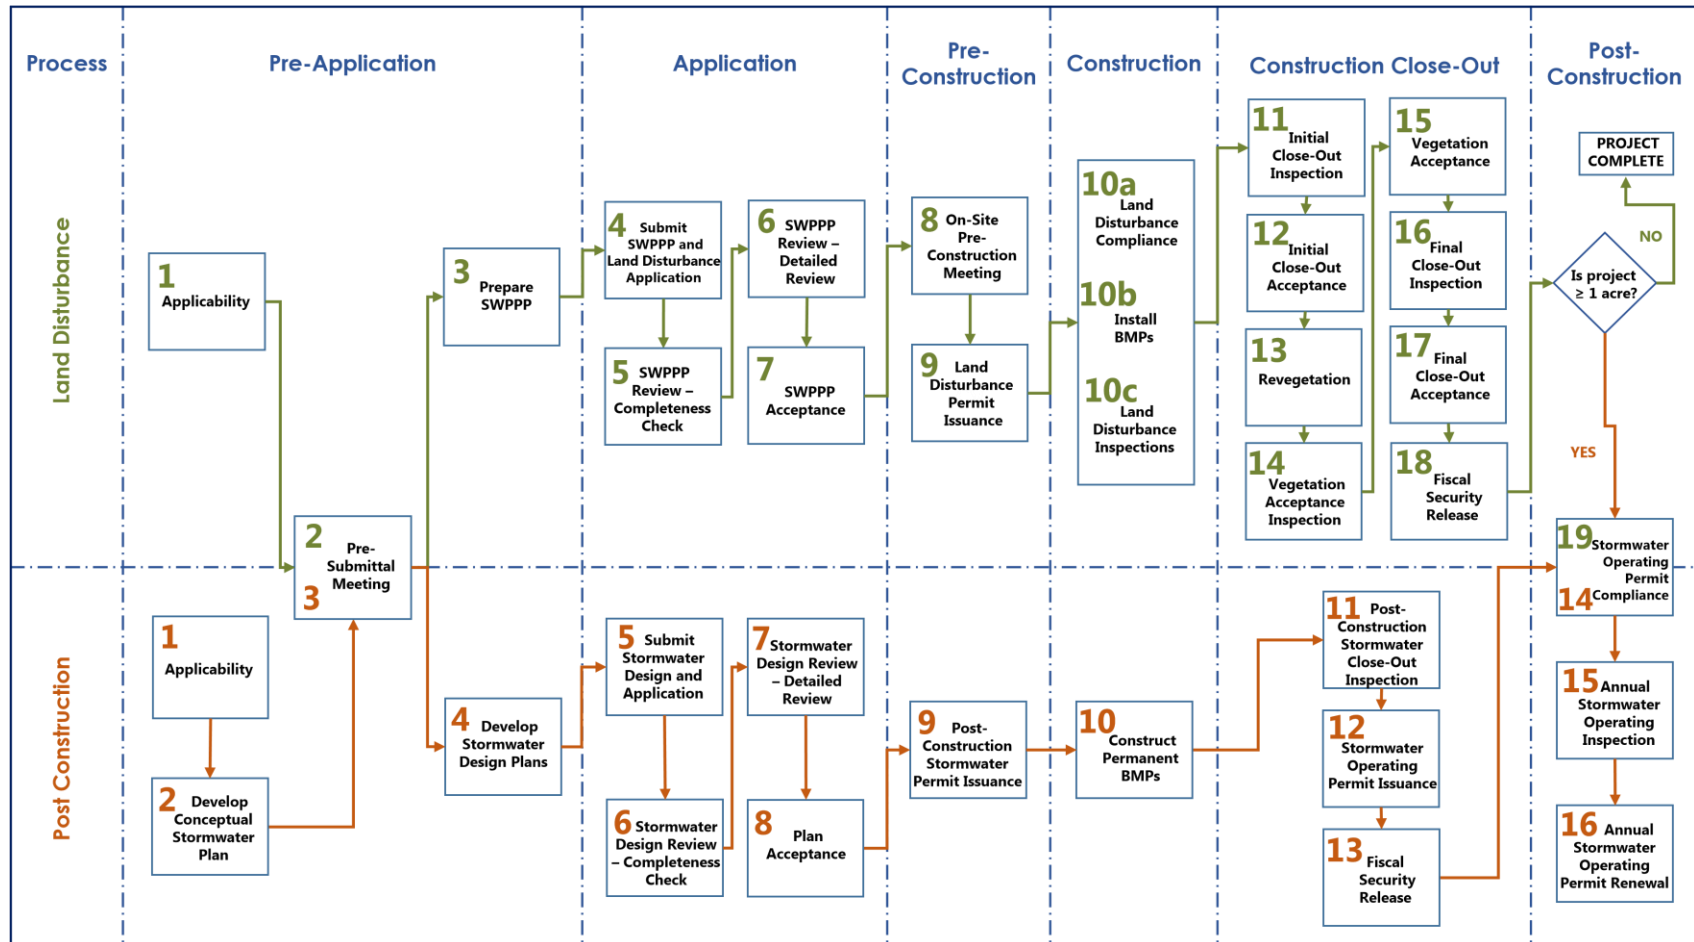 Process
Pre-Application
Application
Pre-
Construction
Construction
Construction Close-Out
Post-
Construction
Land Disturbance
1
Applicability
2
Pre-
Submittal
Meeting
3
3
Prepare
SWPPP
4
Submit
SWPPP and
Land Disturbance
Application
5
SWPPP
Review –
Completeness
Check
6
SWPPP
Review –
Detailed
Review
7
SWPPP
Acceptance
8
On-Site
Pre-
Construction
Meeting
9
Land
Disturbance
Permit
Issuance
10a
Land
Disturbance
Compliance
10b
Install
BMPs
10c
Land
Disturbance
Inspections
11
Initial
Close-Out
Inspection
12
Initial
Close-Out
Acceptance
13
Revegetation
14
Vegetation
Acceptance
Inspection
15
Vegetation
Acceptance
16
Final
Close-Out
Inspection
17
Final
Close-Out
Acceptance
18
Fiscal
Security
Release
PROJECT
COMPLETE
NO
Is project
≥ 1 acre?
YES
19
Stormwater
Operating
Permit
Compliance
14
Post Construction
1
Applicability
2
Develop
Conceptual
Stormwater
Plan
4
Develop
Stormwater
Design Plans
5
Submit
Stormwater
Design and
Application
6
Stormwater
Design Review
– Completeness
Check
7
Stormwater
Design Review
– Detailed
Review
8
Plan
Acceptance
9
Post-
Construction
Stormwater
Permit Issuance
10
Construct
Permanent
BMPs
11
Post-
Construction
Stormwater
Close-Out
Inspection
12
Stormwater
Operating
Permit Issuance
13
Fiscal
Security
Release
15
Annual
Stormwater
Operating
Inspection
16
Annual
Stormwater
Operating
Permit Renewal